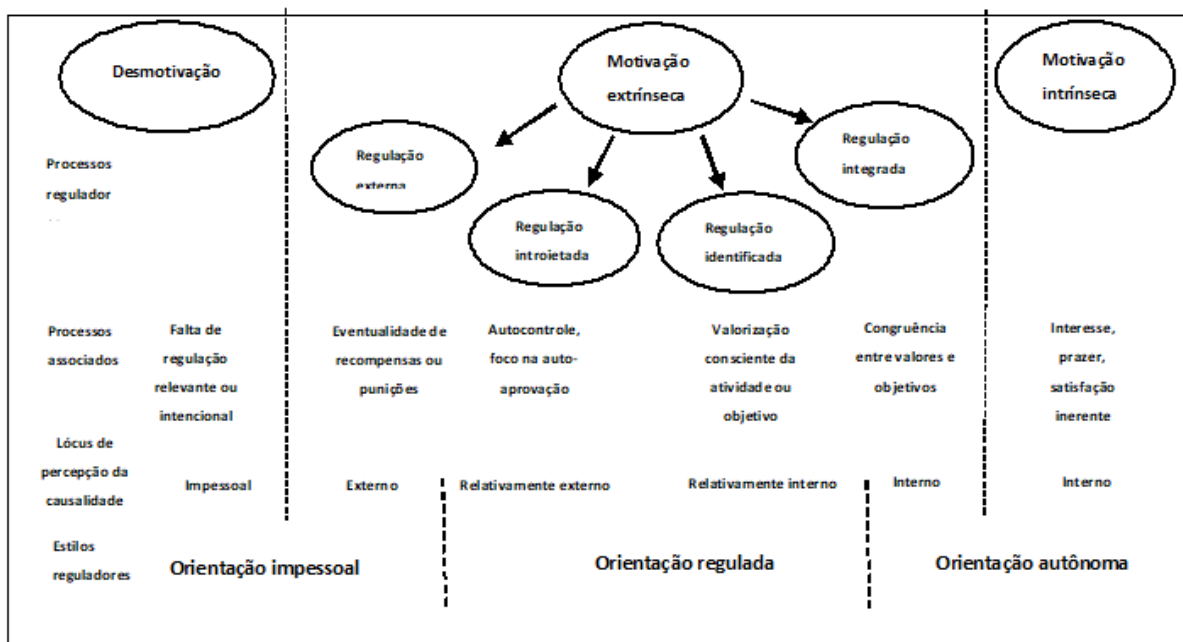 Desmotivação
Motivação
extrínseca
Motivação
intrínseca
Processos
regulador
Regulação
externa
Regulação
introietada
Regulação
identificada
Regulação
integrada
Processos
associados
Falta de
regulação
relevante ou
intencional
Eventualidade de
recompensas ou
punições
Autocontrole,
foco na auto-
aprovação
Valorização
consciente da
atividade ou
objetivo
Congruência
entre valores e
objetivos
Interesse,
prazer,
satisfação
inerente
Lócus de
percepção da
causalidade
Impessoal
Externo
Relativamente externo
Relativamente interno
Interno
Interno
Estilos
reguladores
Orientação impessoal
Orientação regulada
Orientação autônoma